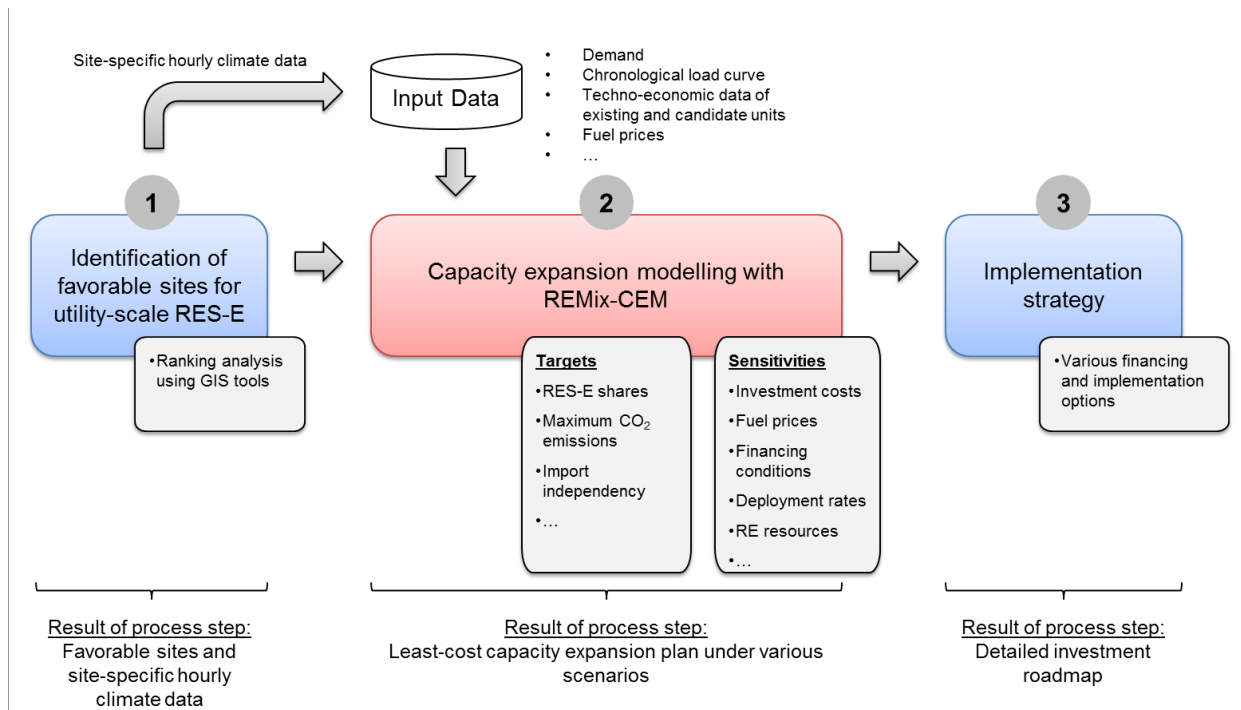 Site-specific hourly climate data
Input Data
• Demand
• Chronological load curve
• Techno-economic data of
existing and candidate units
• Fuel prices
• …
1
Identification of
favorable sites for
utility-scale RES-E
•Ranking analysis
using GIS tools
2
Capacity expansion modelling with
REMix-CEM
Targets
•RES-E shares
•Maximum CO₂
emissions
•Import
independency
•…
Sensitivities
•Investment costs
•Fuel prices
•Financing
conditions
•Deployment rates
•RE resources
•…
3
Implementation
strategy
•Various financing
and implementation
options
Result of process step:
Favorable sites and
site-specific hourly
climate data
Result of process step:
Least-cost capacity expansion plan under various
scenarios
Result of process step:
Detailed investment
roadmap